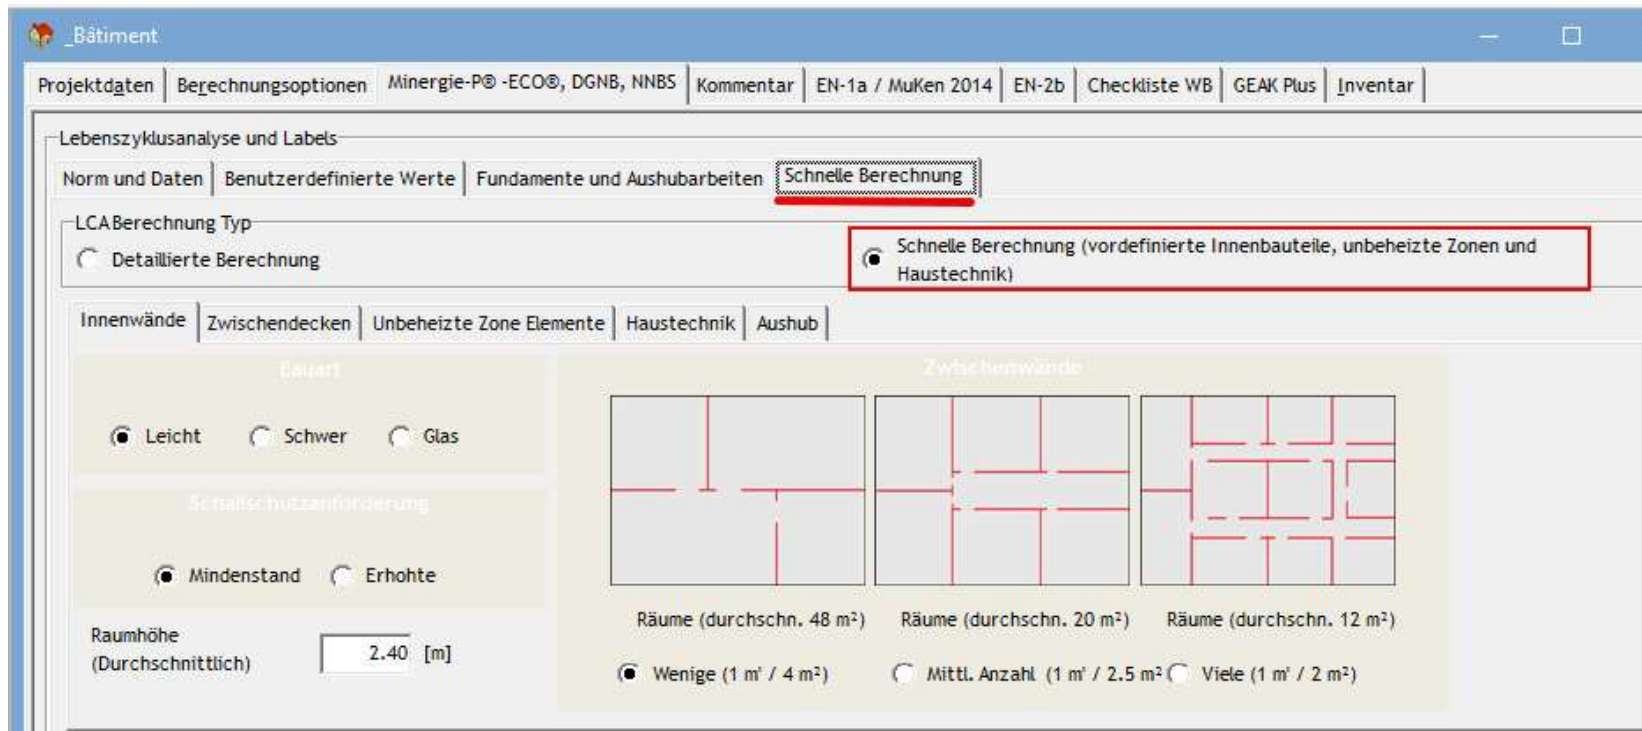 _Bâtiment
Projektdaten Berechnungsoptionen Minergie-P® -ECO®, DGNB, NNBS Kommentar EN-1a / MuKen 2014 EN-2b Checkliste WB GEAK Plus Inventar
Lebenszyklusanalyse und Labels
Norm und Daten Benutzerdefinierte Werte Fundamente und Aushubarbeiten Schnelle Berechnung
LCA Berechnung Typ
Detaillierte Berechnung
Schnelle Berechnung (vordefinierte Innenbauteile, unbeheizte Zonen und
Haustechnik)
Innenwände Zwischendecken Unbeheizte Zone Elemente Haustechnik Aushub
Bauart
Leicht Schwer Glas
Schallschutzanforderung
Mindenstand Erhohte
Raumhöhe
(Durchschnittlich) 2.40 [m]
Zwischenwände
Räume (durchschn. 48 m²) Räume (durchschn. 20 m²) Räume (durchschn. 12 m²)
Wenige (1 m' / 4 m²) Mittl. Anzahl (1 m' / 2.5 m² Viele (1 m' / 2 m²)